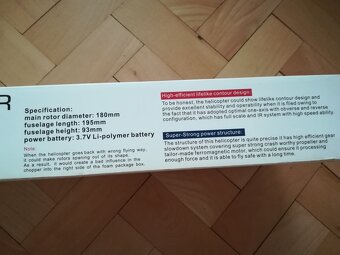 R
Specification:
main rotor diameter: 180mm
fuselage length: 195mm
fuselage height: 93mm
power battery: 3.7V Li-polymer battery
Note:
When the helicopter goes back with wrong flying way,
it could make rotors spaning out of its shape.
As a result, it would create a bad influence in the
chopper into the right side of the foam package box.
High-efficient lifelike contour design:
To be honest, the helicopter could show lifelike contour design and
provide excellent stability and operability when it is flied owing to
the fact that it has adopted optimal one-axis with obverse and reverse
configuration, which has full scale and IR system with high speed ability.
Super-Strong power structure:
The structure of this helicopter is quite precise it has high efficient gear
slowdown system covering super strong crash worthy propeller and
tailor-made ferromagnetic motor, which could be able to process
enough force and it is able to fly safe with a long time.